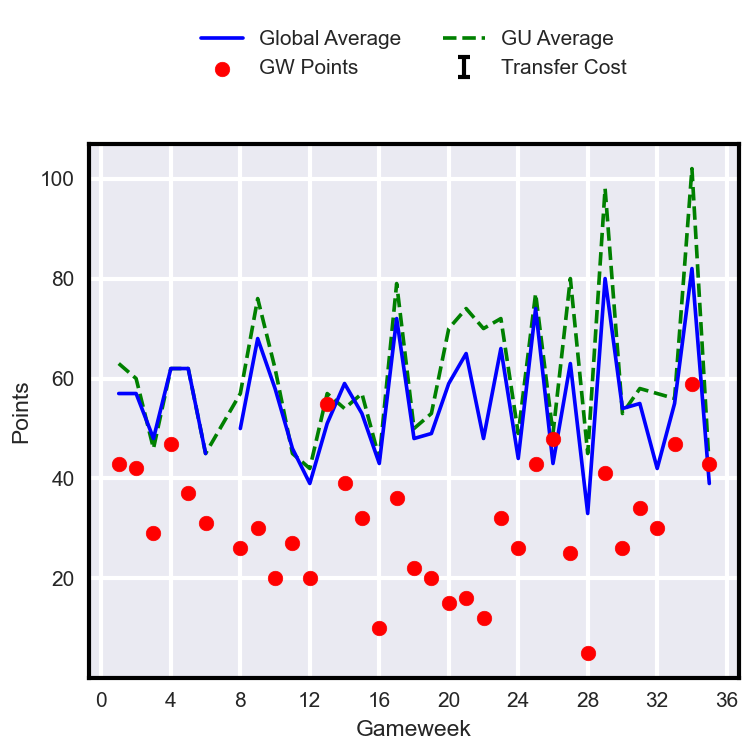 Global Average
GU Average
GW Points
Transfer Cost
Points
100
80
60
40
20
0 4 8 12 16 20 24 28 32 36
Gameweek